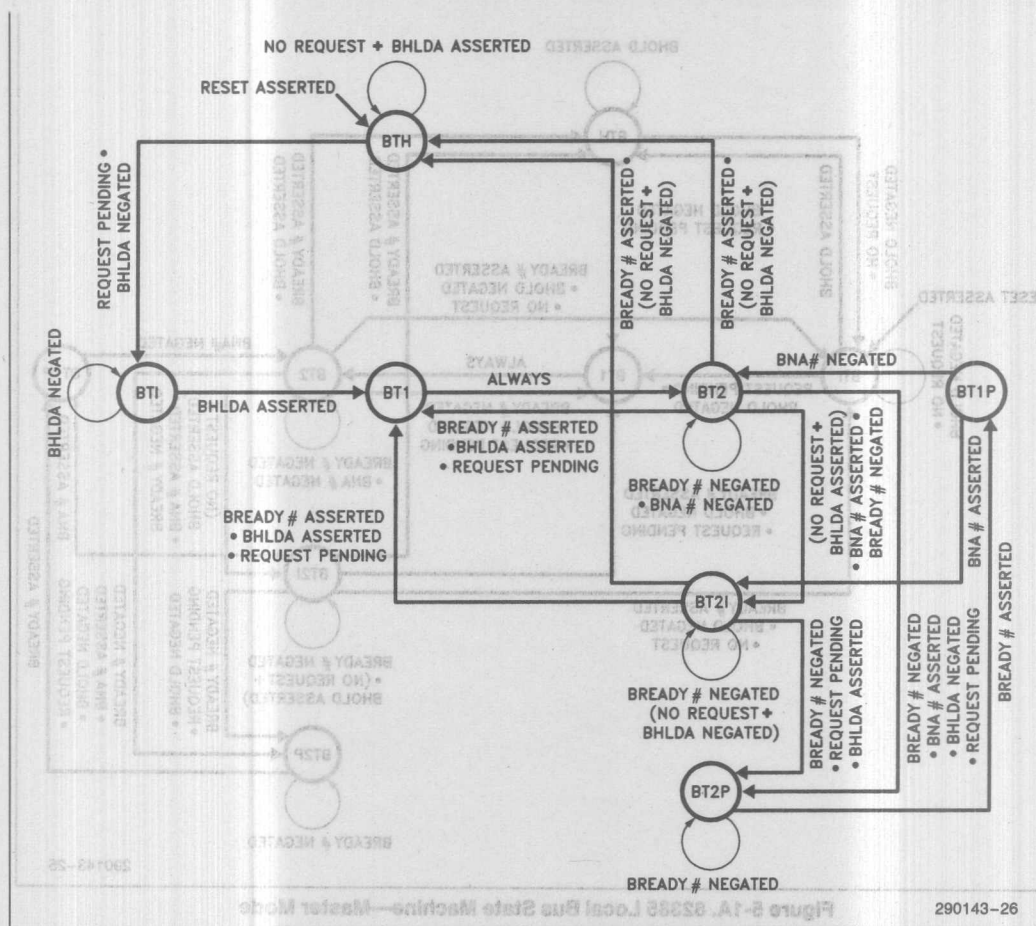 NO REQUEST + BHLDA ASSERTED
RESET ASSERTED
BTH
REQUEST PENDING •
BHLDA NEGATED
BREADY # ASSERTED •
(NO REQUEST +
BHLDA NEGATED)
BREADY # ASSERTED •
(NO REQUEST +
BHLDA NEGATED)
BHLDA NEGATED
BTI
BHLDA ASSERTED
BT1
ALWAYS
BT2
BNA# NEGATED
BT1P
BREADY # ASSERTED
•BHLDA ASSERTED
• REQUEST PENDING
BREADY # NEGATED
• BNA # NEGATED
(NO REQUEST +
BHLDA ASSERTED)
• BNA # ASSERTED •
BREADY # NEGATED
BNA # ASSERTED
BREADY # ASSERTED
BREADY # ASSERTED
• BHLDA ASSERTED
• REQUEST PENDING
BT2I
BREADY # NEGATED
(NO REQUEST +
BHLDA NEGATED)
BREADY # NEGATED
• REQUEST PENDING
• BHLDA ASSERTED
BREADY # NEGATED
• BNA # ASSERTED
• BHLDA NEGATED
• REQUEST PENDING
BT2P
BREADY # NEGATED
290143-26
290143-25
Figure 5-1A. 82385 Local Bus State Machine—Master Mode